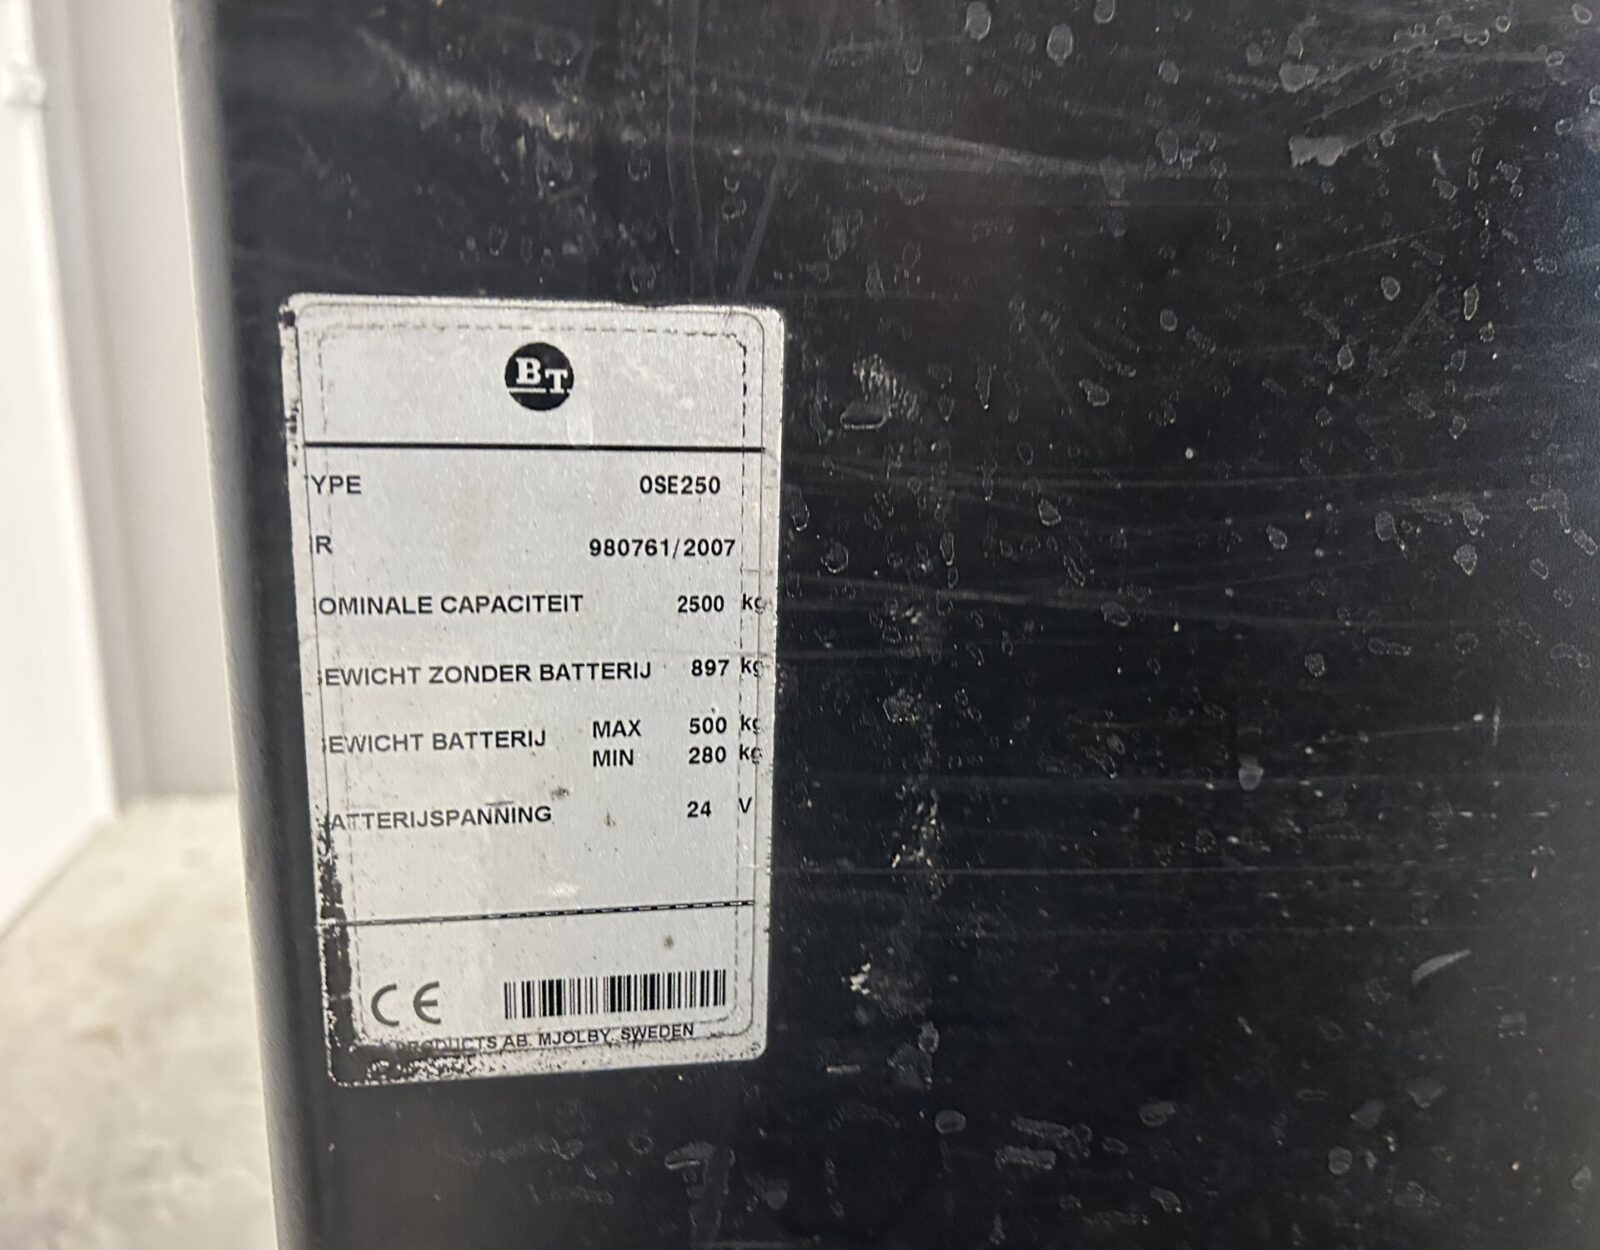 BT
TYPE 0SE250
R 980761/2007
OMINALE CAPACITEIT 2500 kg
EWICHT ZONDER BATTERIJ 897 kg
EWICHT BATTERIJ MAX 500 kg
MIN 280 kg
ATTERIJSPANNING 24 V
CE
PRODUCTS AB. MJOLBY. SWEDEN